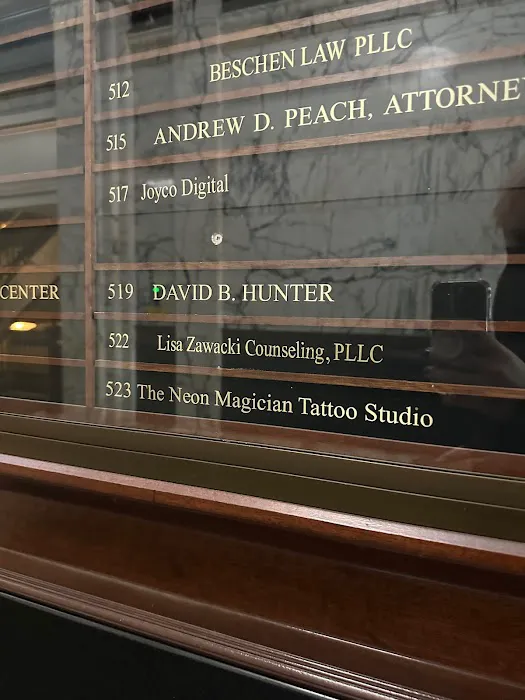 512 BESCHEN LAW PLLC
515 ANDREW D. PEACH, ATTORNE
517 Joyco Digital
CENTER
519 DAVID B. HUNTER
522 Lisa Zawacki Counseling, PLLC
523 The Neon Magician Tattoo Studio